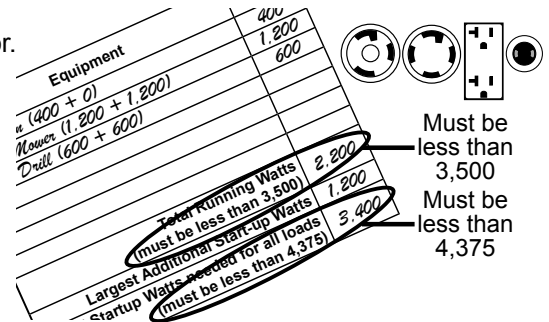 or.
Equipment
400
(400 + 0)
1,200
Mower (1,200 + 1,200)
600
Drill (600 + 600)
Total Running Watts
(must be less than 3,500)
2,200
Largest Additional Start-up Watts
1,200
Startup Watts needed for all loads
(must be less than 4,375)
3,400
Must be
less than
3,500
Must be
less than
4,375